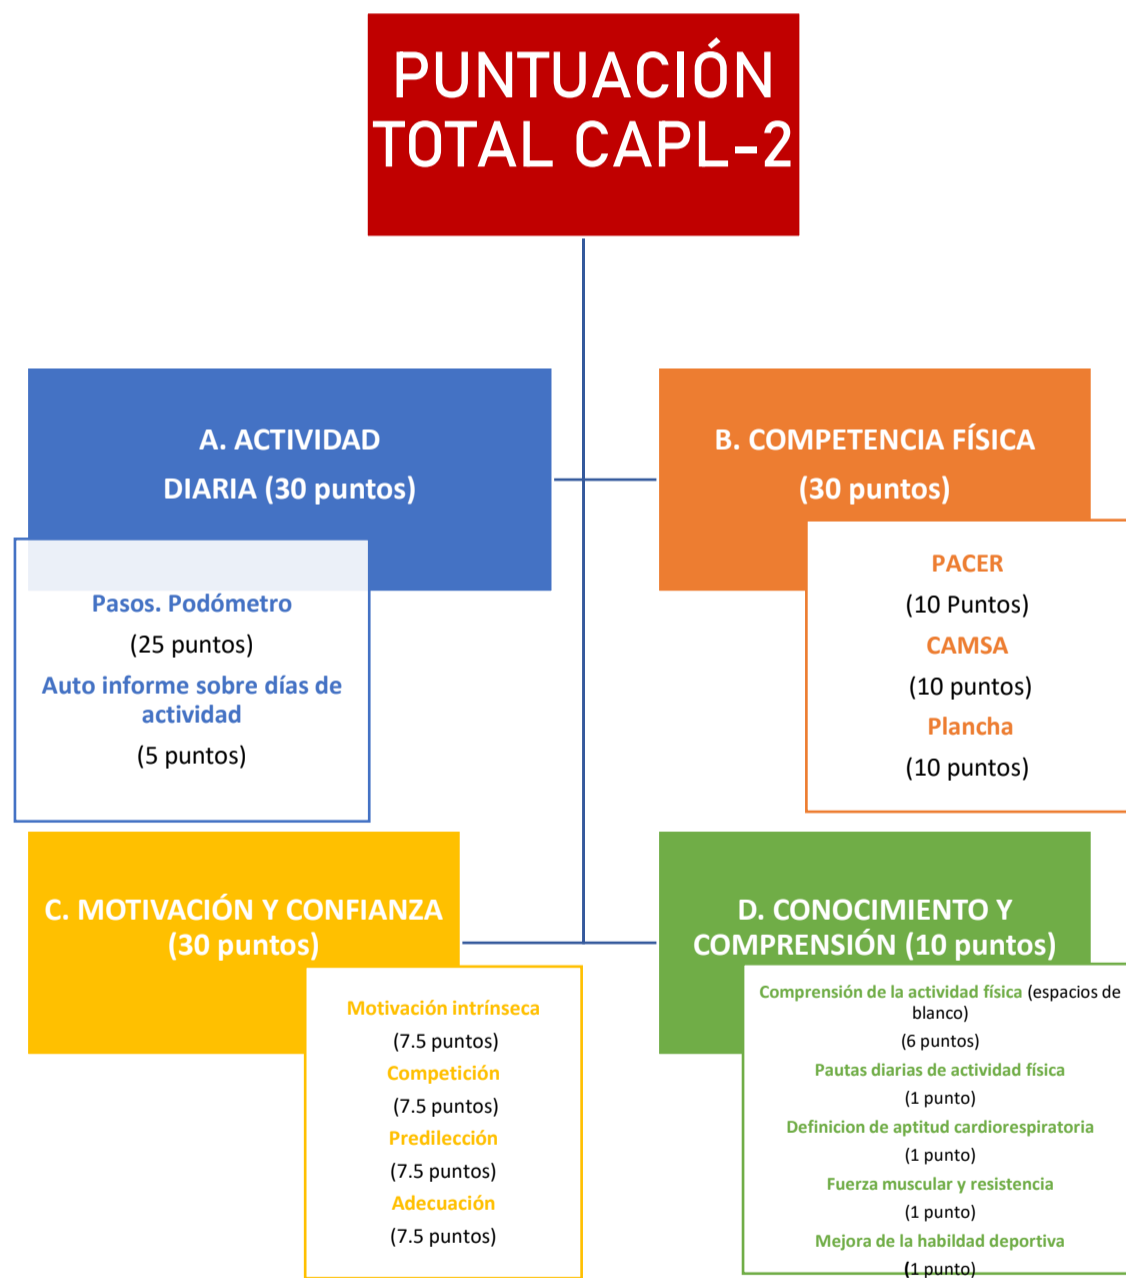 PUNTUACIÓN
TOTAL CAPL-2
A. ACTIVIDAD
DIARIA (30 puntos)
Pasos. Podómetro
(25 puntos)
Auto informe sobre días de
actividad
(5 puntos)
B. COMPETENCIA FÍSICA
(30 puntos)
PACER
(10 Puntos)
CAMSA
(10 puntos)
Plancha
(10 puntos)
C. MOTIVACIÓN Y CONFIANZA
(30 puntos)
Motivación intrínseca
(7.5 puntos)
Competición
(7.5 puntos)
Predilección
(7.5 puntos)
Adecuación
(7.5 puntos)
D. CONOCIMIENTO Y
COMPRENSIÓN (10 puntos)
Comprensión de la actividad física (espacios de
blanco)
(6 puntos)
Pautas diarias de actividad física
(1 punto)
Definicion de aptitud cardiorespiratoria
(1 punto)
Fuerza muscular y resistencia
(1 punto)
Mejora de la habildad deportiva
(1 punto)